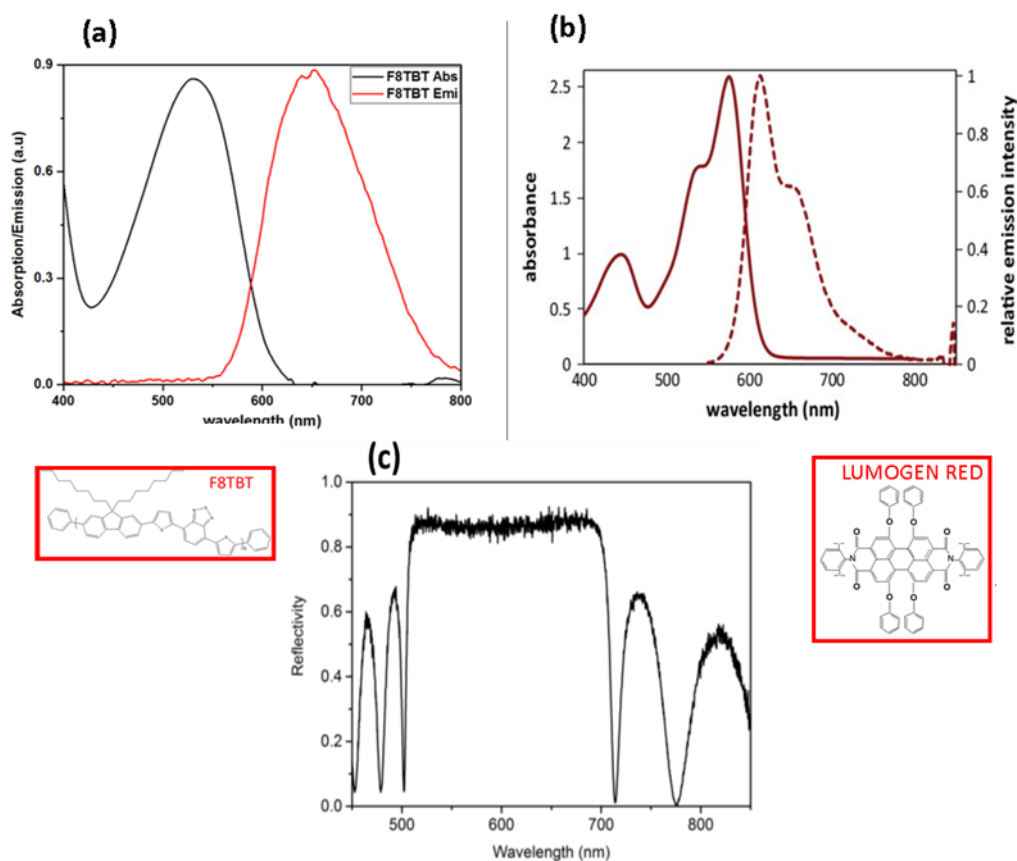 (a)
(b)
F8TBT Abs
F8TBT Emi
Absorption/Emission (a.u)
0.9
0.6
0.3
0.0
400 500 600 700 800
wavelength (nm)
absorbance
2.5
2
1.5
1
0.5
0
relative emission intensity
1
0.8
0.6
0.4
0.2
0
400 500 600 700 800
wavelength (nm)
F8TBT
(c)
LUMOGEN RED
O O O N N O O O O O
Reflectivity
1.0
0.8
0.6
0.4
0.2
0.0
500 600 700 800
Wavelength (nm)